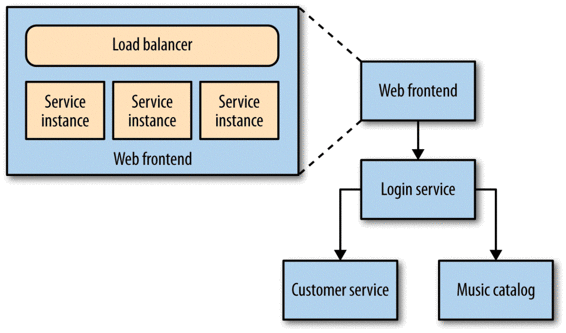 Load balancer
Service
instance
Service
instance
Service
instance
Web frontend
Web frontend
Login service
Customer service
Music catalog